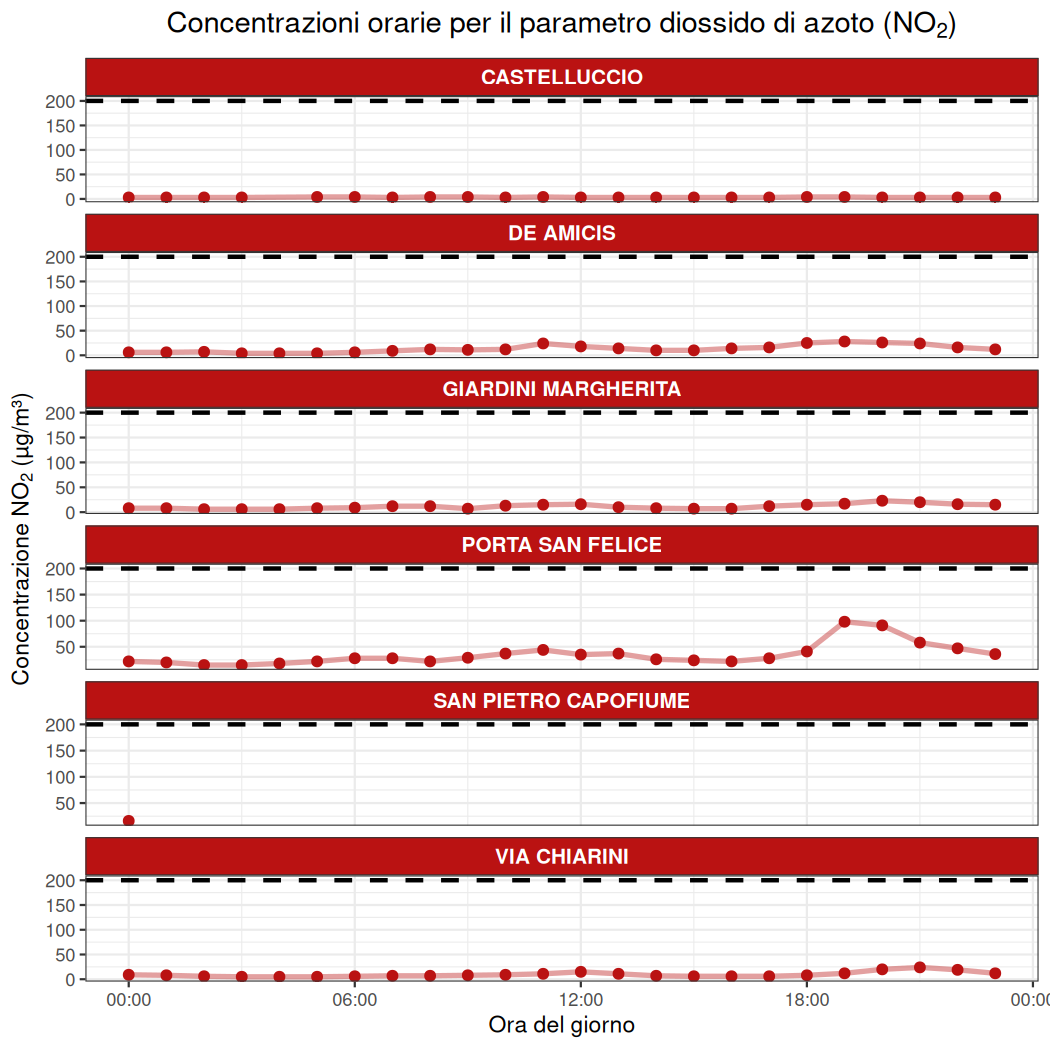 Concentrazioni orarie per il parametro diossido di azoto (NO₂)
Concentrazione NO₂ (µg/m³)
CASTELLUCCIO
200
150
100
50
0
DE AMICIS
200
150
100
50
0
GIARDINI MARGHERITA
200
150
100
50
0
PORTA SAN FELICE
200
150
100
50
SAN PIETRO CAPOFIUME
200
150
100
50
VIA CHIARINI
200
150
100
50
0
00:00 06:00 12:00 18:00 00:0
Ora del giorno